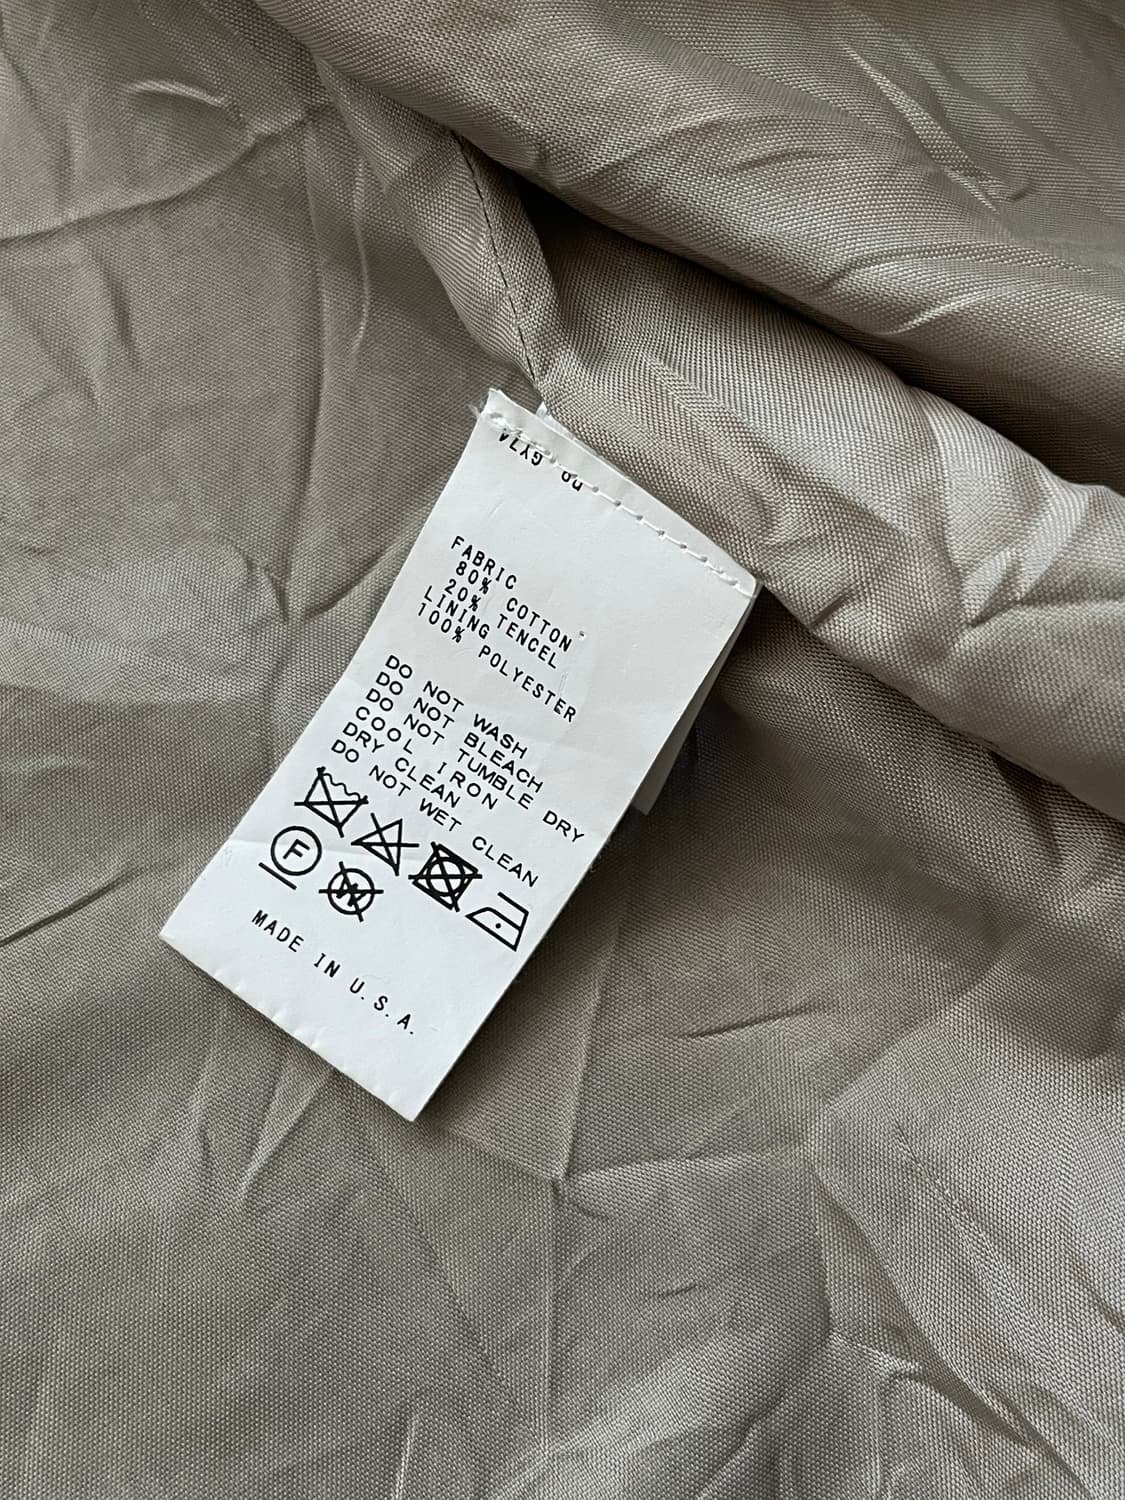 FABRIC
80% COTTON
20% TENCEL
LINING
100% POLYESTER
DO NOT WASH
DO NOT BLEACH
DO NOT TUMBLE DRY
COOL IRON
DRY CLEAN
DO NOT WET CLEAN
F
W
MADE IN U.S.A.